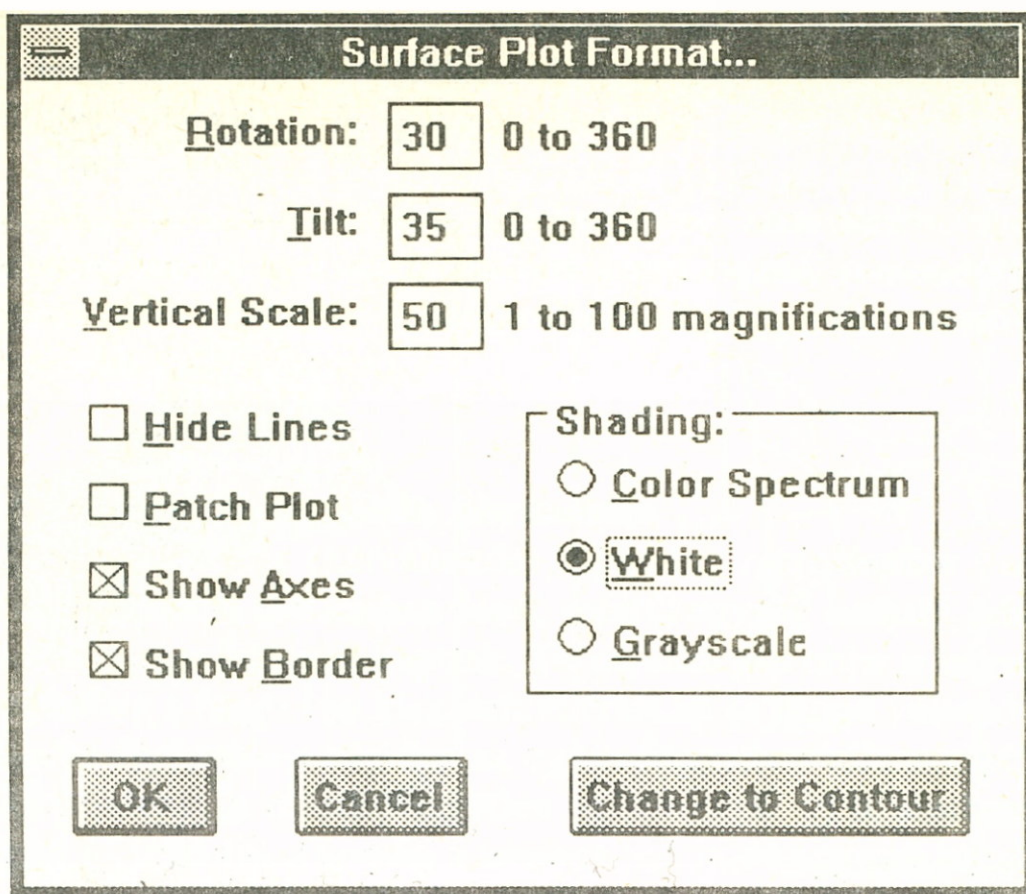 Surface Plot Format...
Rotation: 30 0 to 360
Tilt: 35 0 to 360
Vertical Scale: 50 1 to 100 magnifications
Hide Lines
Patch Plot
Show Axes
Show Border
Shading:
Color Spectrum
White
Grayscale
OK Cancel Change to Contour